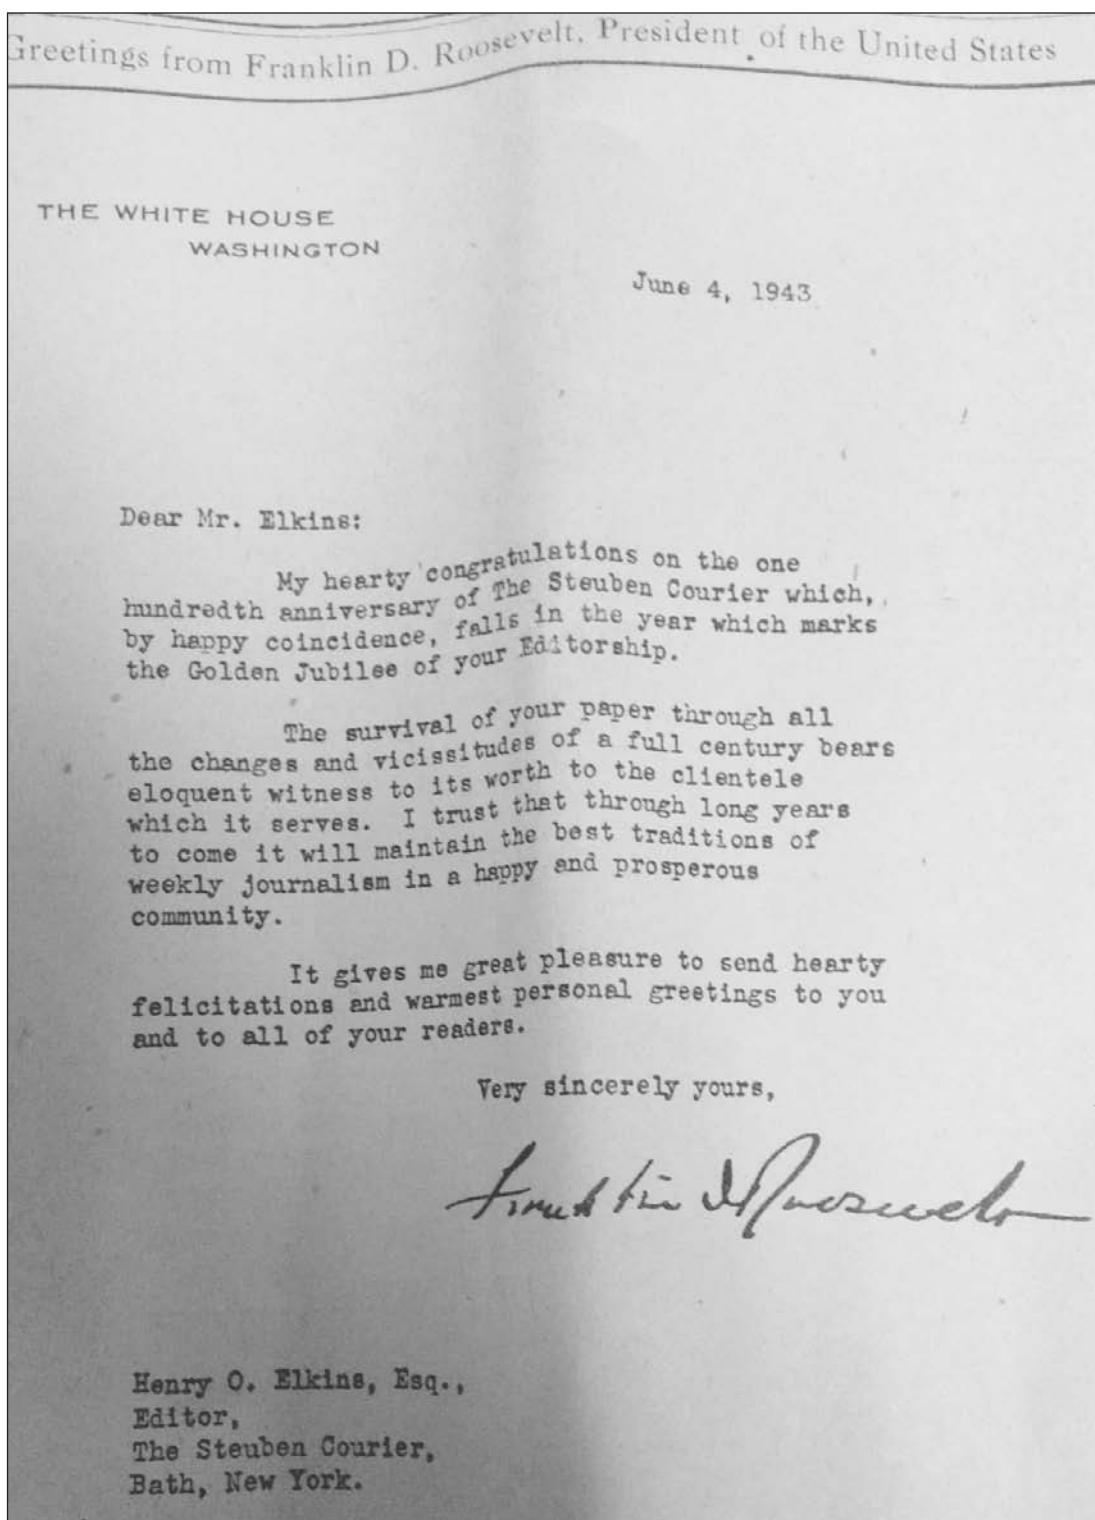 Greetings from Franklin D. Roosevelt, President of the United States
THE WHITE HOUSE
WASHINGTON
June 4, 1943
Dear Mr. Elkins:
My hearty congratulations on the one
hundredth anniversary of The Steuben Courier which,
by happy coincidence, falls in the year which marks
the Golden Jubilee of your Editorship.
The survival of your paper through all
the changes and vicissitudes of a full century bears
eloquent witness to its worth to the clientele
which it serves. I trust that through long years
to come it will maintain the best traditions of
weekly journalism in a happy and prosperous
community.
It gives me great pleasure to send hearty
felicitations and warmest personal greetings to you
and to all of your readers.
Very sincerely yours,
Franklin D Roosevelt
Henry O. Elkins, Esq.,
Editor,
The Steuben Courier,
Bath, New York.